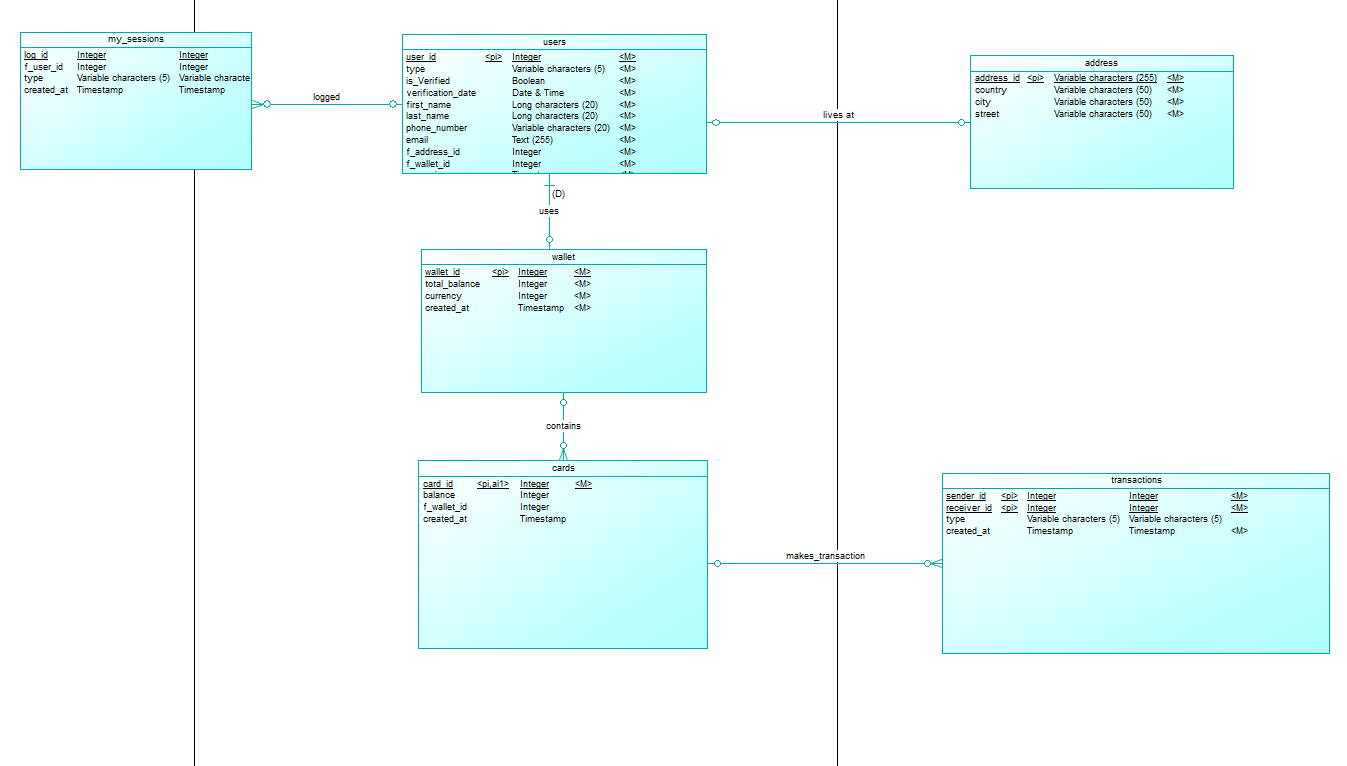 my_sessions
log_id Integer Integer
f_user_id Integer Integer
type Variable characters (5) Variable characte
created_at Timestamp Timestamp
logged
users
user_id <pi> Integer <M>
type Variable characters (5) <M>
is_Verified Boolean <M>
verification_date Date & Time <M>
first_name Long characters (20) <M>
last_name Long characters (20) <M>
phone_number Variable characters (20) <M>
email Text (255) <M>
f_address_id Integer <M>
f_wallet_id Integer <M>
lives at
address
address_id <pi> Variable characters (255) <M>
country Variable characters (50) <M>
city Variable characters (50) <M>
street Variable characters (50) <M>
(D)
uses
wallet
wallet_id <pi> Integer <M>
total_balance Integer <M>
currency Integer <M>
created_at Timestamp <M>
contains
cards
card_id <pi,ai1> Integer <M>
balance Integer
f_wallet_id Integer
created_at Timestamp
makes_transaction
transactions
sender_id <pi> Integer Integer <M>
receiver_id <pi> Integer Integer <M>
type Variable characters (5) Variable characters (5)
created_at Timestamp Timestamp <M>